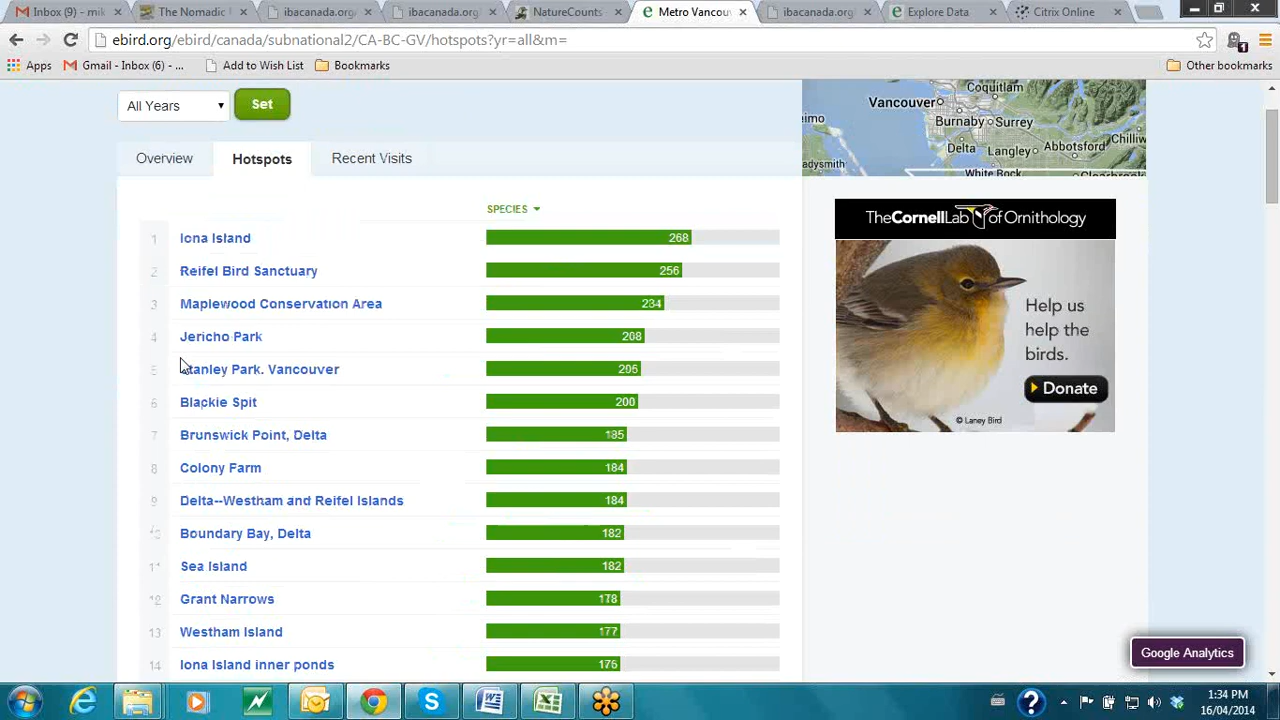 Inbox (9) - mik
The Nomadic
ibacanada.org/
ibacanada.org/
NatureCounts
Metro Vancouv
ibacanada.org/
Explore Data
Citrix Online
ebird.org/ebird/canada/subnational2/CA-BC-GV/hotspots?yr=all&m=
Apps
Gmail - Inbox (6) - ...
Add to Wish List
Bookmarks
Other bookmarks
All Years
Set
Overview
Hotspots
Recent Visits
SPECIES
1 Iona Island 268
2 Reifel Bird Sanctuary 256
3 Maplewood Conservation Area 234
4 Jericho Park 208
5 Stanley Park. Vancouver 205
6 Blackie Spit 200
7 Brunswick Point, Delta 185
8 Colony Farm 184
9 Delta--Westham and Reifel Islands 184
10 Boundary Bay, Delta 182
11 Sea Island 182
12 Grant Narrows 178
13 Westham Island 177
14 Iona Island inner ponds 176
Coquitlam
Vancouver
Burnaby
Surrey
imo
Chilliw
Delta
Langley
Abbotsford
adysmith
White Rock
Clearbrook
TheCornellLab of Ornithology
Help us
help the
birds.
Donate
© Laney Bird
Google Analytics
1:34 PM
16/04/2014